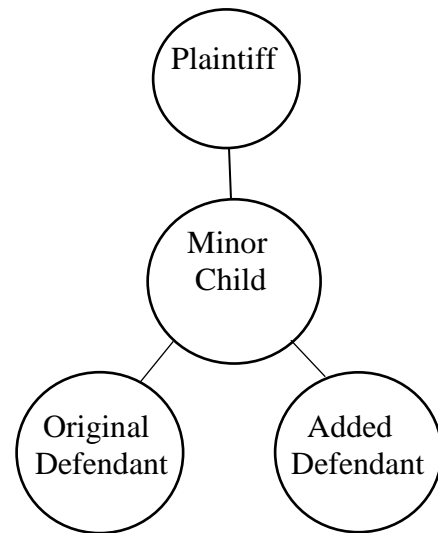 Plaintiff
Minor
Child
Original
Defendant
Added
Defendant